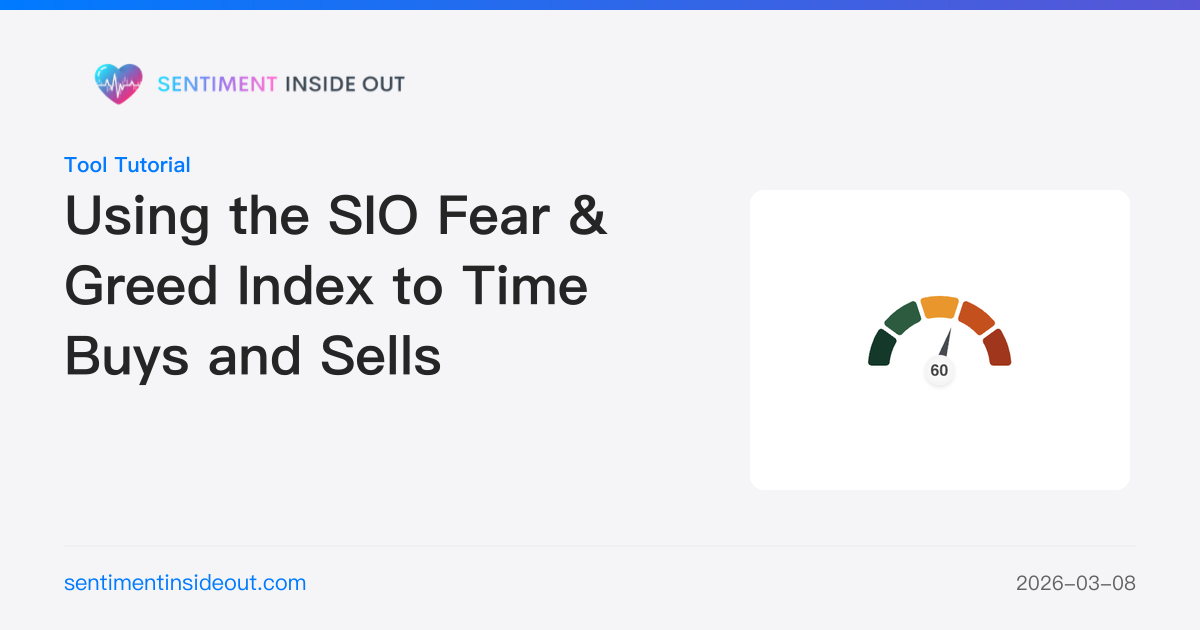 SENTIMENT INSIDE OUT
Tool Tutorial
Using the SIO Fear &
Greed Index to Time
Buys and Sells
60
sentimentinsideout.com
2026-03-08